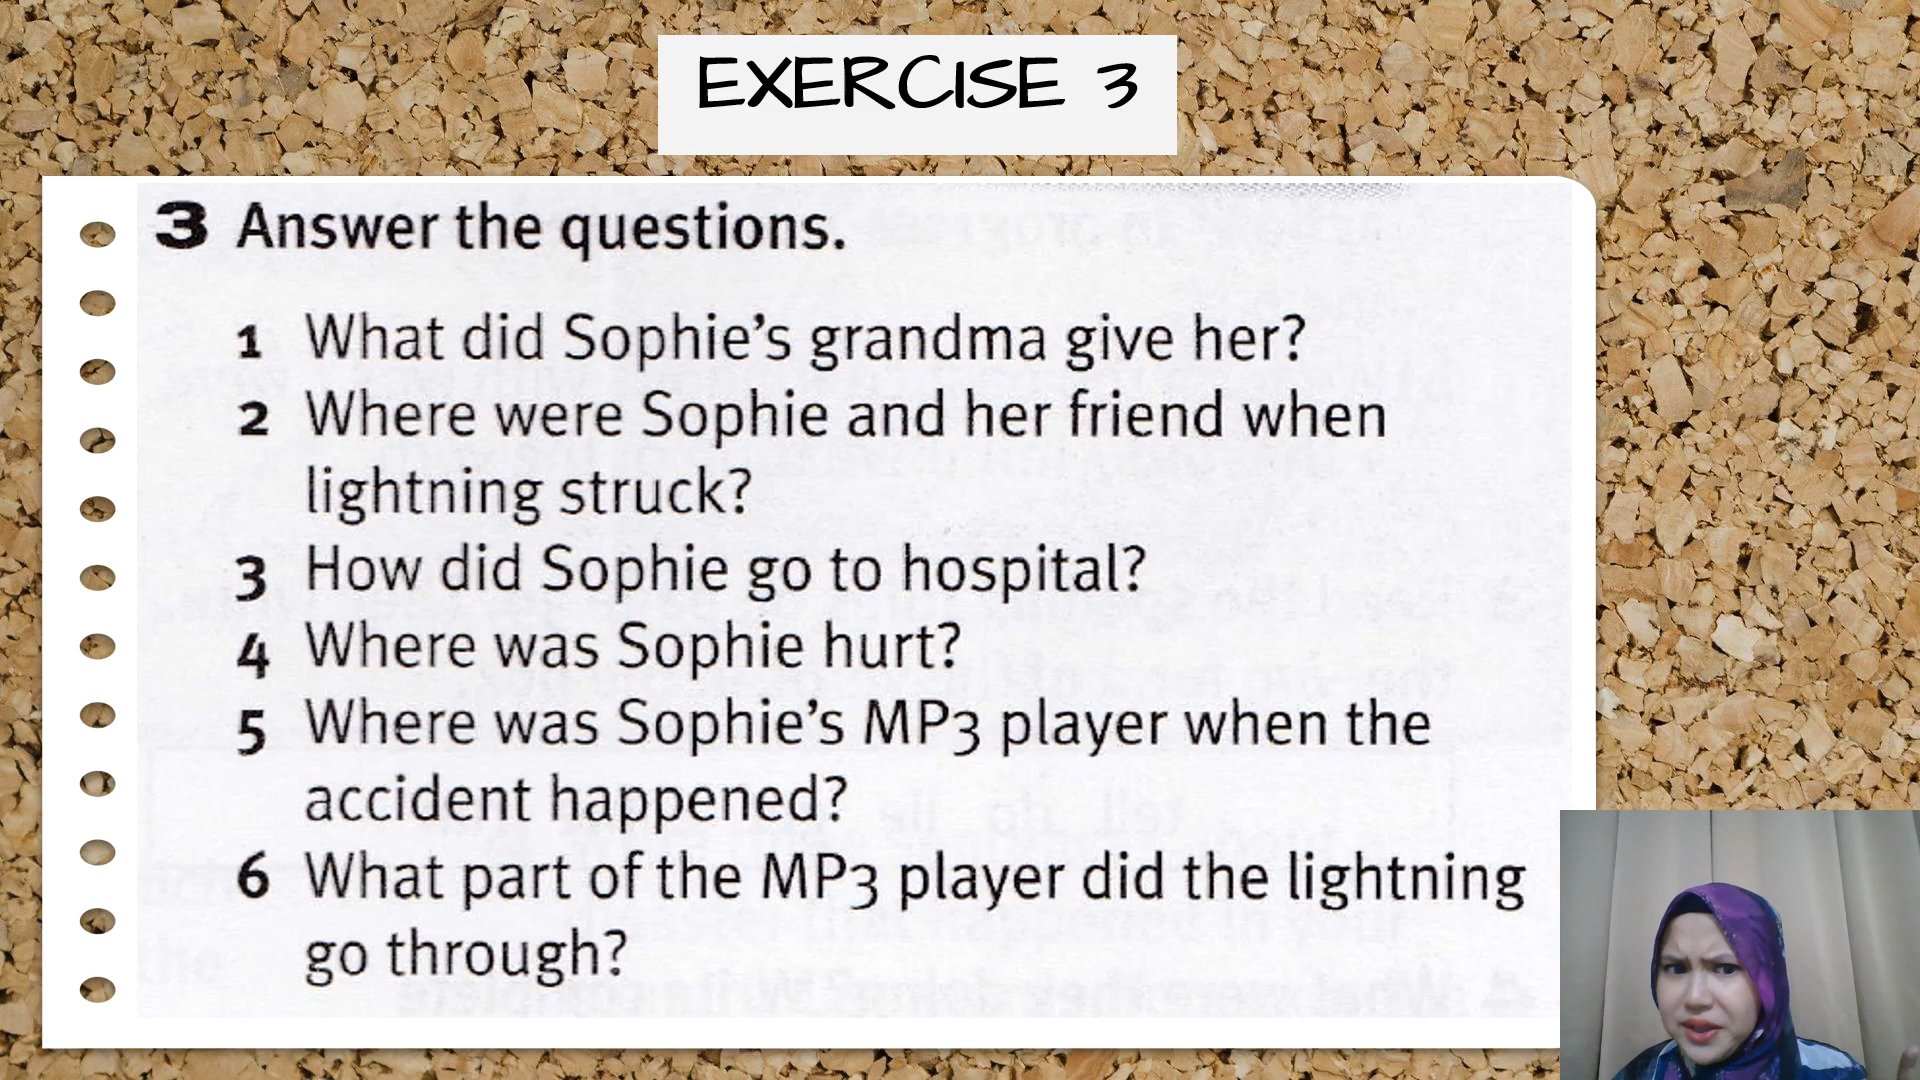 EXERCISE 3
3 Answer the questions.
1 What did Sophie's grandma give her?
2 Where were Sophie and her friend when
lightning struck?
3 How did Sophie go to hospital?
4 Where was Sophie hurt?
5 Where was Sophie's MP3 player when the
accident happened?
6 What part of the MP3 player did the lightning
go through?